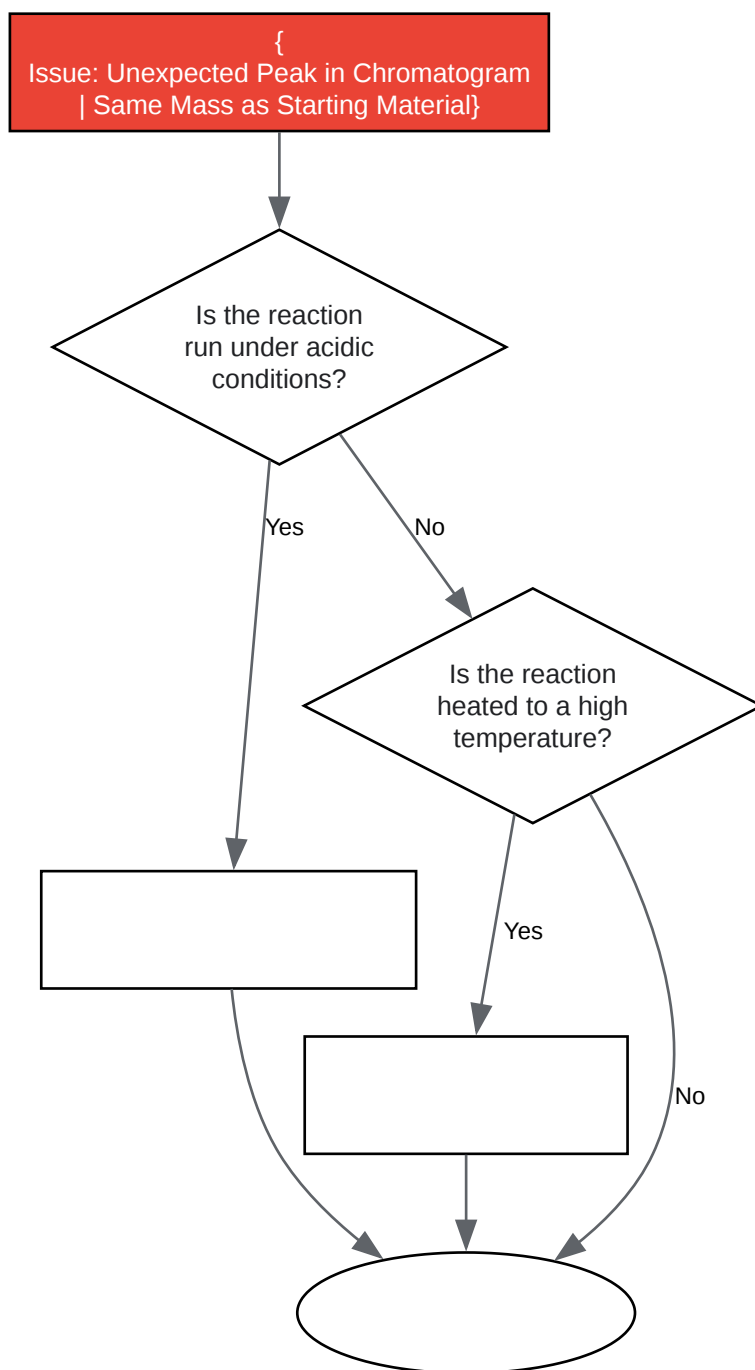 {
Issue: Unexpected Peak in Chromatogram
| Same Mass as Starting Material}
Is the reaction
run under acidic
conditions?
Yes
No
Is the reaction
heated to a high
temperature?
Yes
No